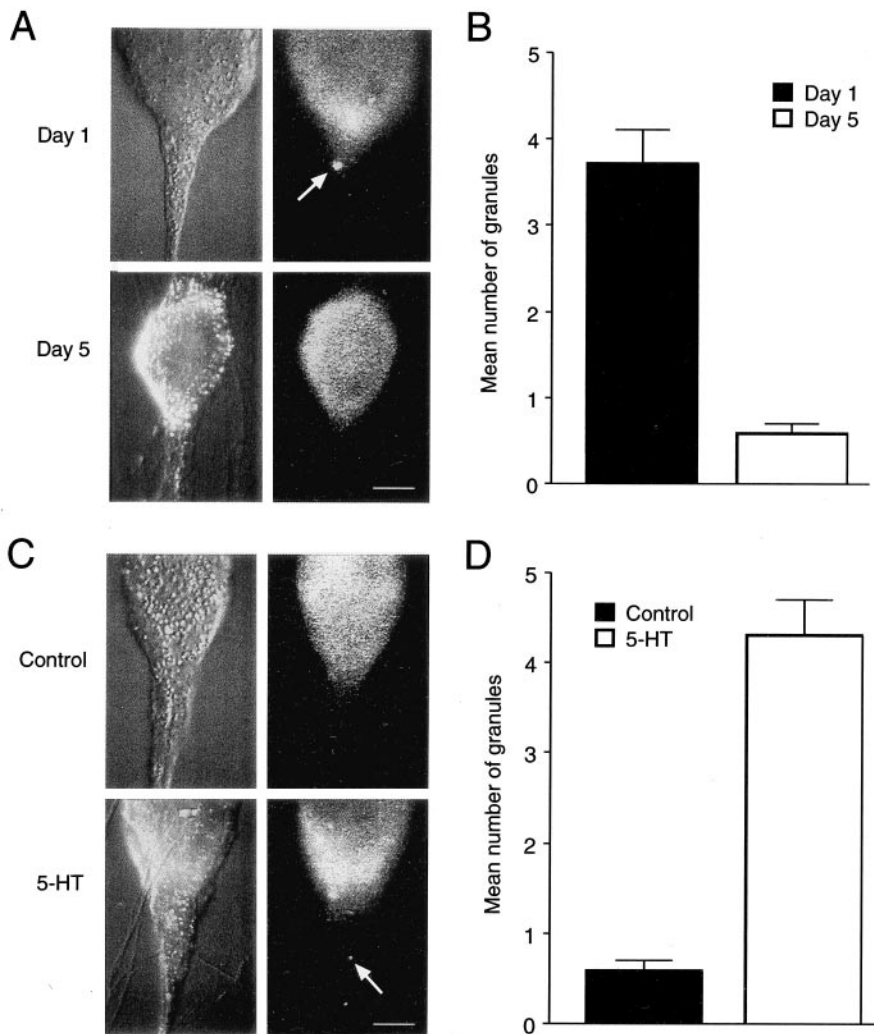 A
Day 1
Day 5
B
Mean number of granules
5
4
3
2
1
0
Day 1
Day 5
C
Control
5-HT
D
Mean number of granules
5
4
3
2
1
0
Control
5-HT